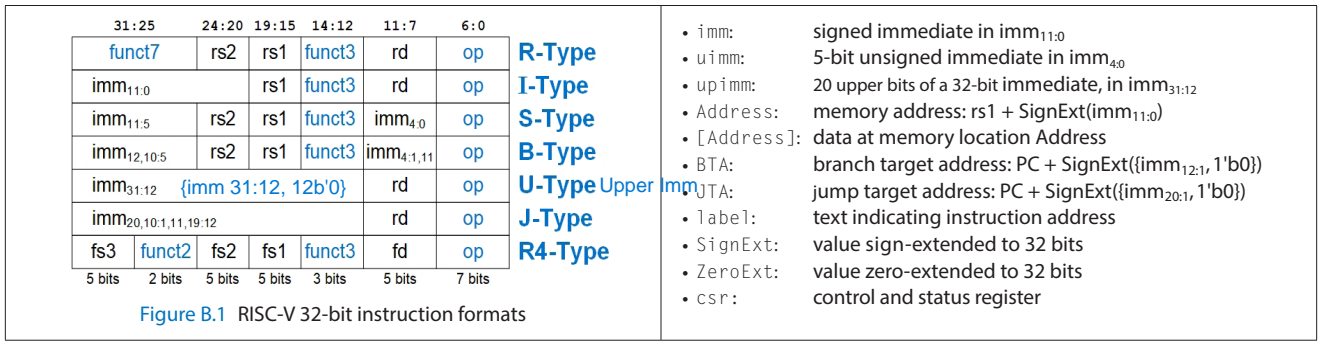 31:25 24:20 19:15 14:12 11:7 6:0
funct7 rs2 rs1 funct3 rd op R-Type
imm11:0 rs1 funct3 rd op I-Type
imm11:5 rs2 rs1 funct3 imm4:0 op S-Type
imm12,10:5 rs2 rs1 funct3 imm4:1,11 op B-Type
imm31:12 {imm 31:12, 12b'0} rd op U-Type Upper Imm
imm20,10:1,11,19:12 rd op J-Type
fs3 funct2 fs2 fs1 funct3 fd op R4-Type
5 bits 2 bits 5 bits 5 bits 3 bits 5 bits 7 bits
Figure B.1 RISC-V 32-bit instruction formats
• imm: signed immediate in imm11:0
• uimm: 5-bit unsigned immediate in imm4:0
• upimm: 20 upper bits of a 32-bit immediate, in imm31:12
• Address: memory address: rs1 + SignExt(imm11:0)
• [Address]: data at memory location Address
• BTA: branch target address: PC + SignExt({imm12:1, 1'b0})
• JTA: jump target address: PC + SignExt({imm20:1, 1'b0})
• label: text indicating instruction address
• SignExt: value sign-extended to 32 bits
• ZeroExt: value zero-extended to 32 bits
• csr: control and status register